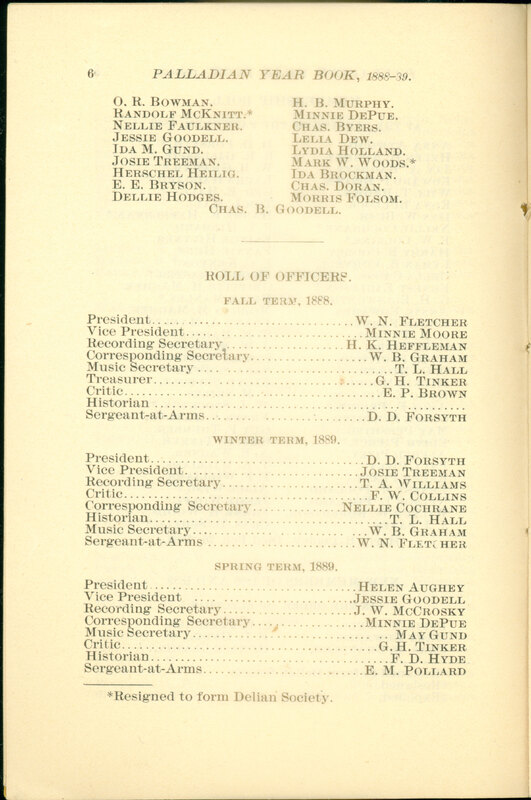 6 PALLADIAN YEAR BOOK, 1888-89.
O. R. BOWMAN. H. B. MURPHY.
RANDOLF MCKNITT.* MINNIE DEPUE.
NELLIE FAULKNER. CHAS. BYERS.
JESSIE GOODELL. LELIA DEW.
IDA M. GUND. LYDIA HOLLAND.
JOSIE TREEMAN. MARK W. WOODS.*
HERSCHEL HEILIG. IDA BROCKMAN.
E. E. BRYSON. CHAS. DORAN.
DELLIE HODGES. MORRIS FOLSOM.
CHAS. B. GOODELL.
ROLL OF OFFICERS.
FALL TERM, 1888.
President..............................W. N. FLETCHER
Vice President..............................MINNIE MOORE
Recording Secretary..............................H. K. HEFFLEMAN
Corresponding Secretary..............................W. B. GRAHAM
Music Secretary..............................T. L. HALL
Treasurer..............................G. H. TINKER
Critic..............................E. P. BROWN
Historian..............................
Sergeant-at-Arms..............................D. D. FORSYTH
WINTER TERM, 1889.
President..............................D. D. FORSYTH
Vice President..............................JOSIE TREEMAN
Recording Secretary..............................T. A. WILLIAMS
Critic..............................F. W. COLLINS
Corresponding Secretary..............................NELLIE COCHRANE
Historian..............................T. L. HALL
Music Secretary..............................W. B. GRAHAM
Sergeant-at-Arms..............................W. N. FLETCHER
SPRING TERM, 1889.
President..............................HELEN AUGHEY
Vice President..............................JESSIE GOODELL
Recording Secretary..............................J. W. MCCROSKY
Corresponding Secretary..............................MINNIE DEPUE
Music Secretary..............................MAY GUND
Critic..............................G. H. TINKER
Historian..............................F. D. HYDE
Sergeant-at-Arms..............................E. M. POLLARD
*Resigned to form Delian Society.